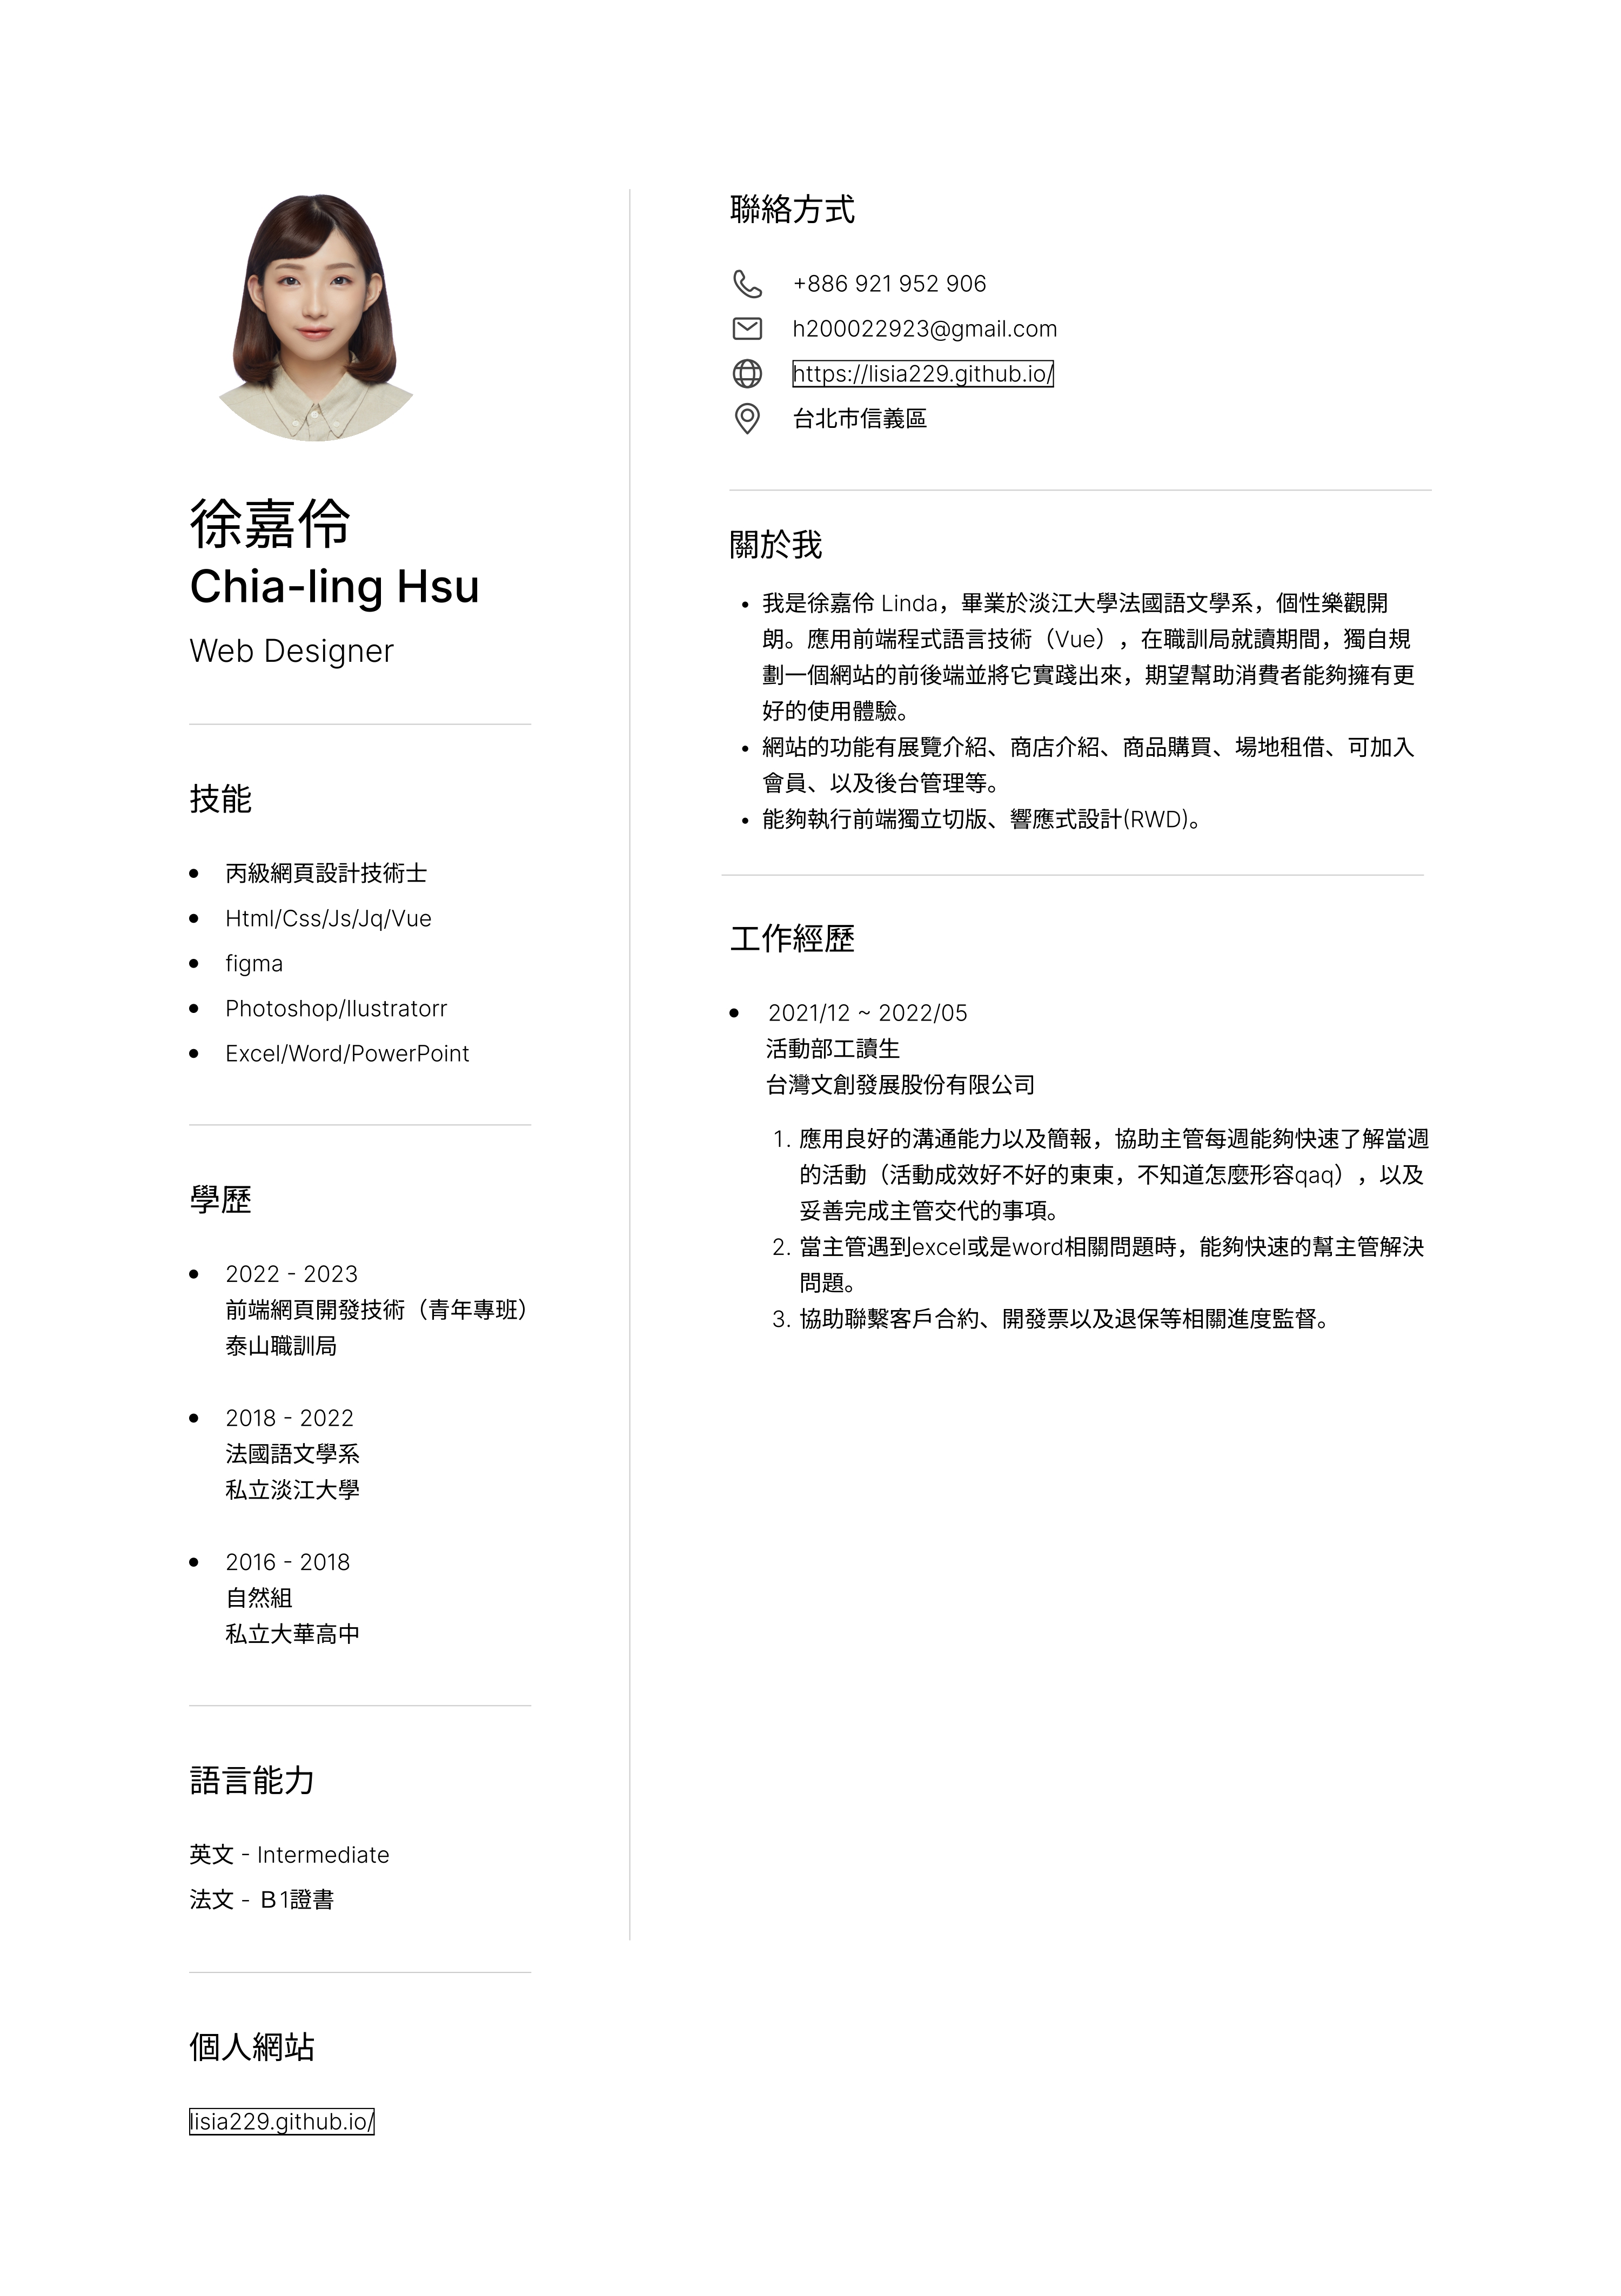 徐嘉伶
Chia-ling Hsu
Web Designer
技能
丙級網頁設計技術士
Html/Css/Js/Jq/Vue
figma
Photoshop/Ilustratorr
Excel/Word/PowerPoint
學歷
2022 - 2023
前端網頁開發技術（青年專班）
泰山職訓局
2018 - 2022
法國語文學系
私立淡江大學
2016 - 2018
自然組
私立大華高中
語言能力
英文 - Intermediate
法文 - Ｂ1證書
個人網站
lisia229.github.io/
聯絡方式
+886 921 952 906
h200022923@gmail.com
https://lisia229.github.io/
台北市信義區
關於我
我是徐嘉伶 Linda，畢業於淡江大學法國語文學系，個性樂觀開
朗。應用前端程式語言技術（Vue），在職訓局就讀期間，獨自規
劃一個網站的前後端並將它實踐出來，期望幫助消費者能夠擁有更
好的使用體驗。
網站的功能有展覽介紹、商店介紹、商品購買、場地租借、可加入
會員、以及後台管理等。
能夠執行前端獨立切版、響應式設計(RWD)。
工作經歷
2021/12 ~ 2022/05
活動部工讀生
台灣文創發展股份有限公司
1. 應用良好的溝通能力以及簡報，協助主管每週能夠快速了解當週
的活動（活動成效好不好的東東，不知道怎麼形容qaq），以及
妥善完成主管交代的事項。
2. 當主管遇到excel或是word相關問題時，能夠快速的幫主管解決
問題。
3. 協助聯繫客戶合約、開發票以及退保等相關進度監督。